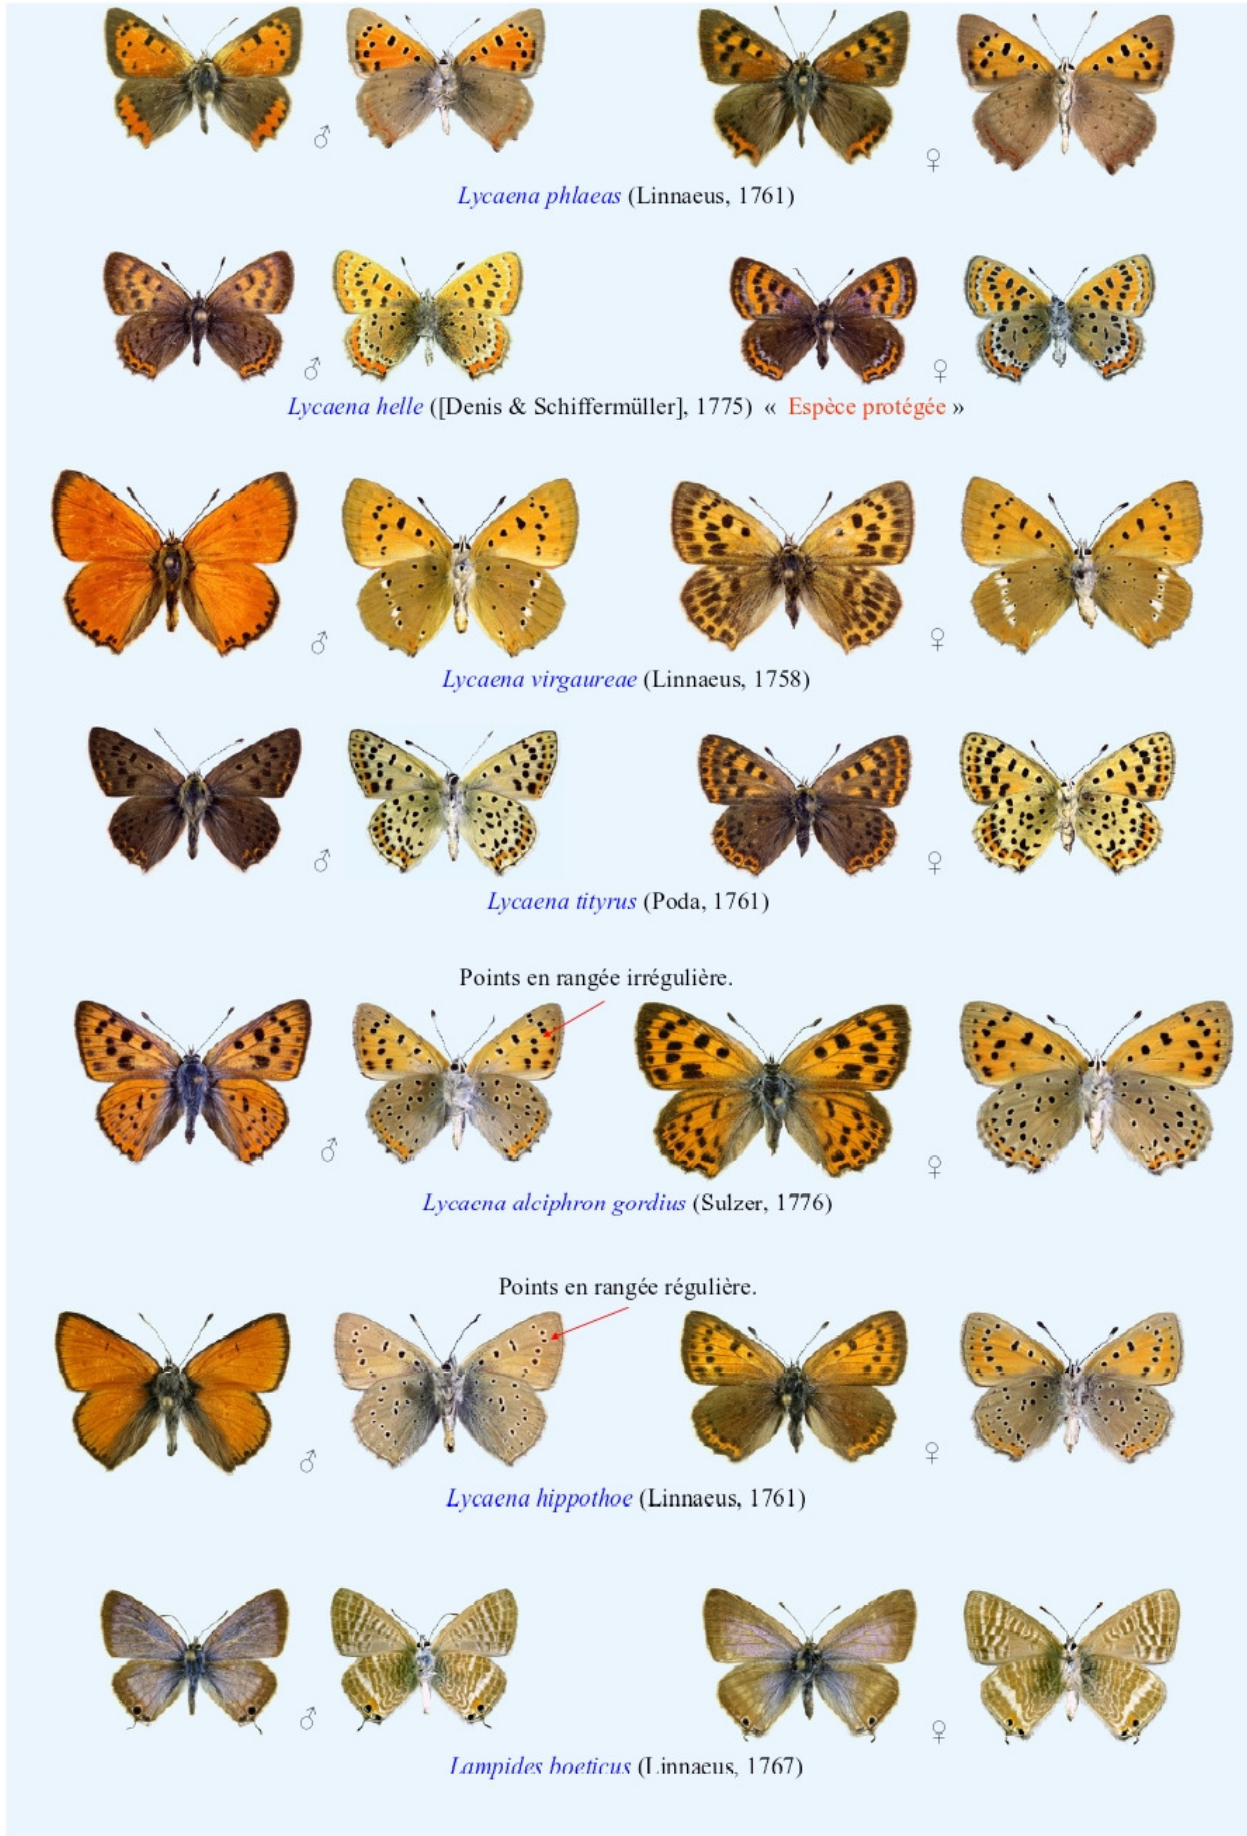 ♂ ♀
Lycaena phlaeas (Linnaeus, 1761)
♂ ♀
Lycaena helle ([Denis & Schiffermüller], 1775) « Espèce protégée »
♂ ♀
Lycaena virgaureae (Linnaeus, 1758)
♂ ♀
Lycaena tityrus (Poda, 1761)
Points en rangée irrégulière.
♂ ♀
Lycaena alciphron gordius (Sulzer, 1776)
Points en rangée régulière.
♂ ♀
Lycaena hippothoe (Linnaeus, 1761)
♂ ♀
Lampides boeticus (Linnaeus, 1767)